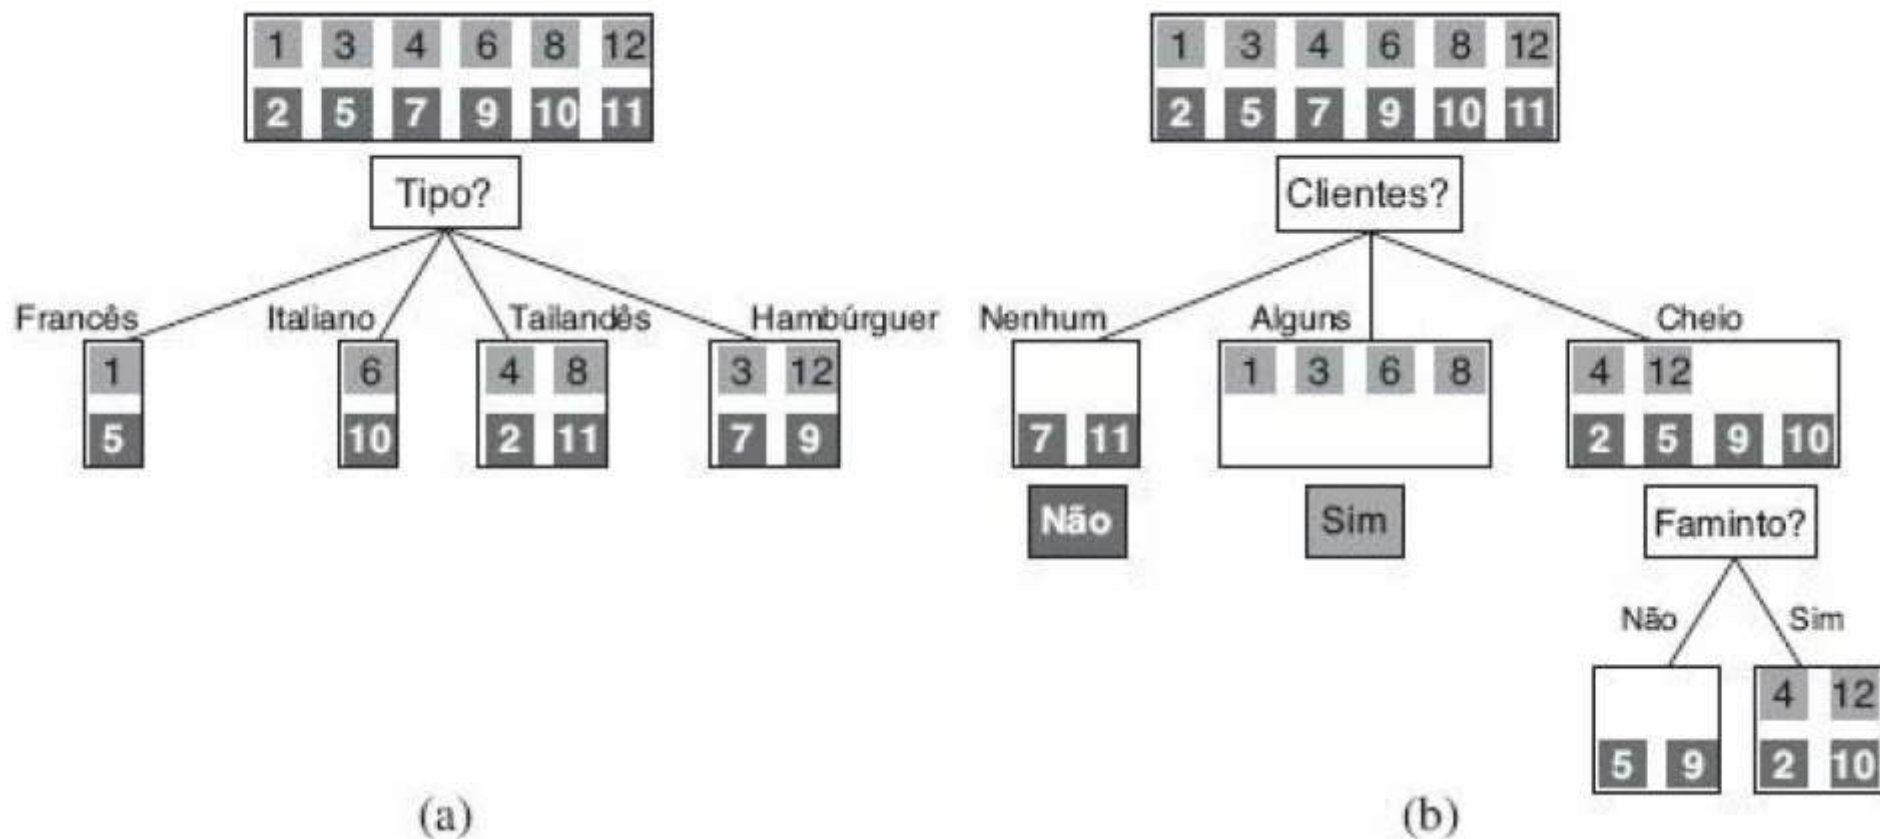 1 3 4 6 8 12
2 5 7 9 10 11
Tipo?
Francês Italiano Tailandês Hambúrguer
1 6 4 8 3 12
5 10 2 11 7 9
(a)
1 3 4 6 8 12
2 5 7 9 10 11
Clientes?
Nenhum Alguns Cheio
1 3 6 8 4 12
7 11 2 5 9 10
Não Sim Faminto?
Não Sim
4 12
5 9 2 10
(b)